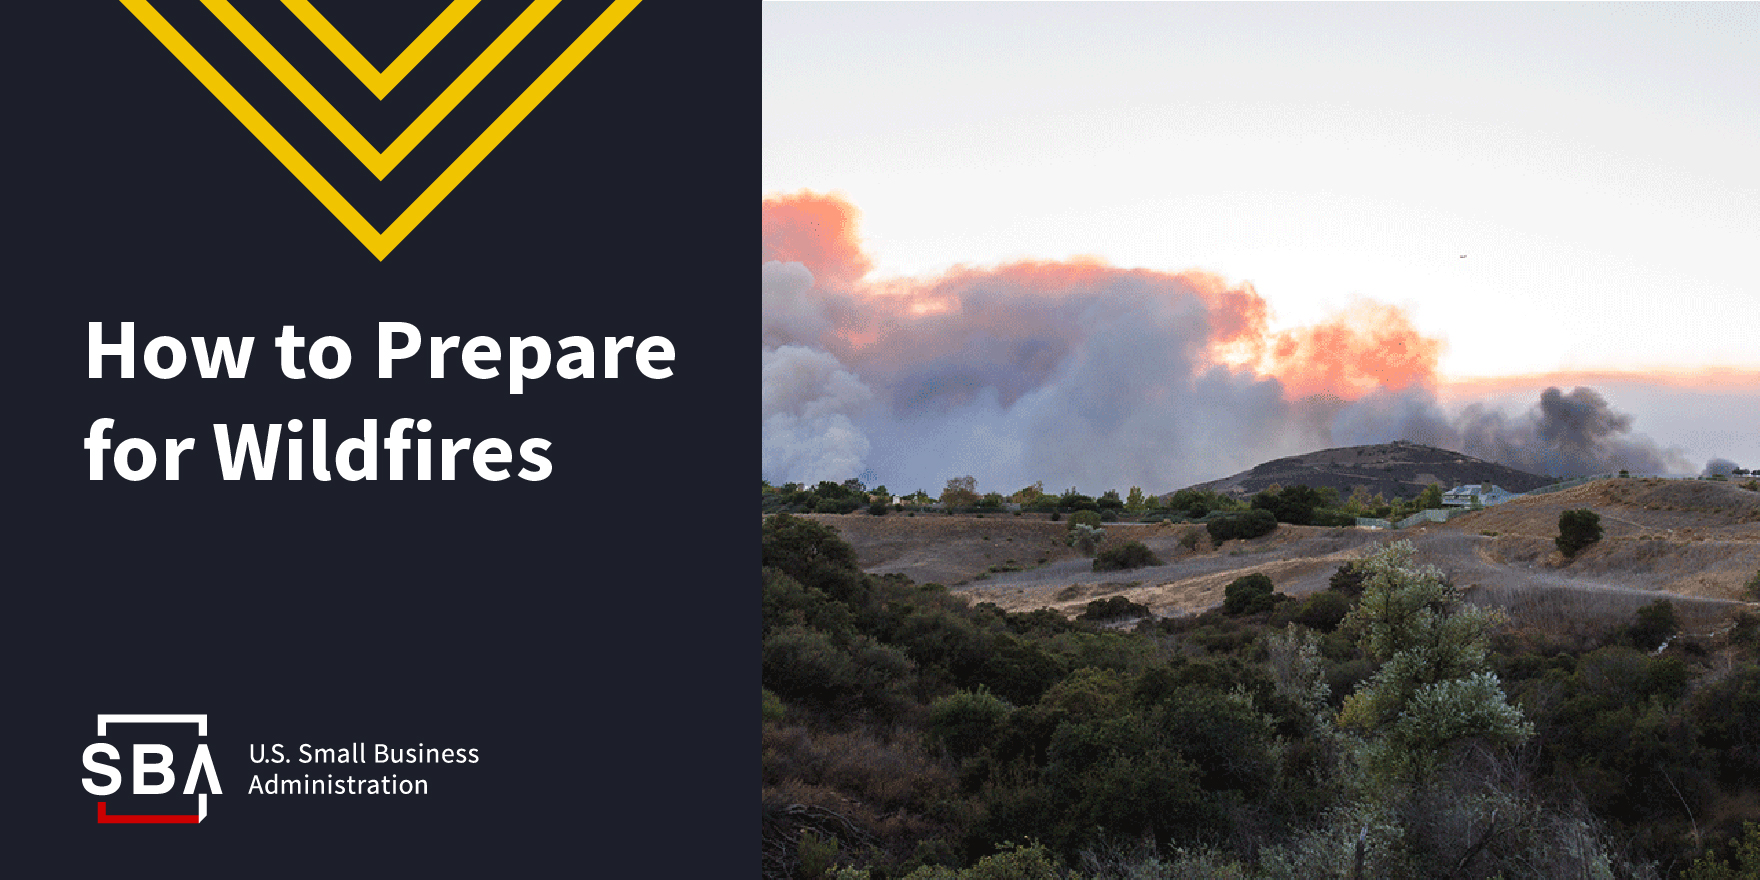 How to Prepare
for Wildfires
SBA
U.S. Small Business
Administration